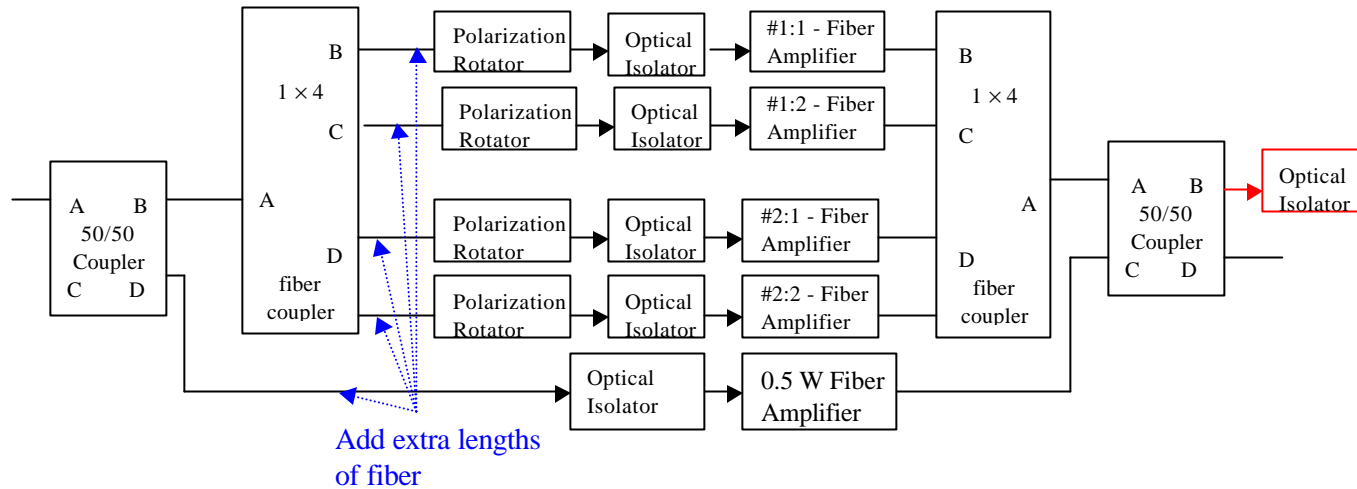 B
1 × 4
C
A
D
fiber
coupler
Polarization
Rotator
Optical
Isolator
#1:1 - Fiber
Amplifier
Polarization
Rotator
Optical
Isolator
#1:2 - Fiber
Amplifier
Polarization
Rotator
Optical
Isolator
#2:1 - Fiber
Amplifier
Polarization
Rotator
Optical
Isolator
#2:2 - Fiber
Amplifier
B
1 × 4
C
A
D
fiber
coupler
A B
50/50
Coupler
C D
A B
50/50
Coupler
C D
Optical
Isolator
Optical
Isolator
0.5 W Fiber
Amplifier
Add extra lengths
of fiber